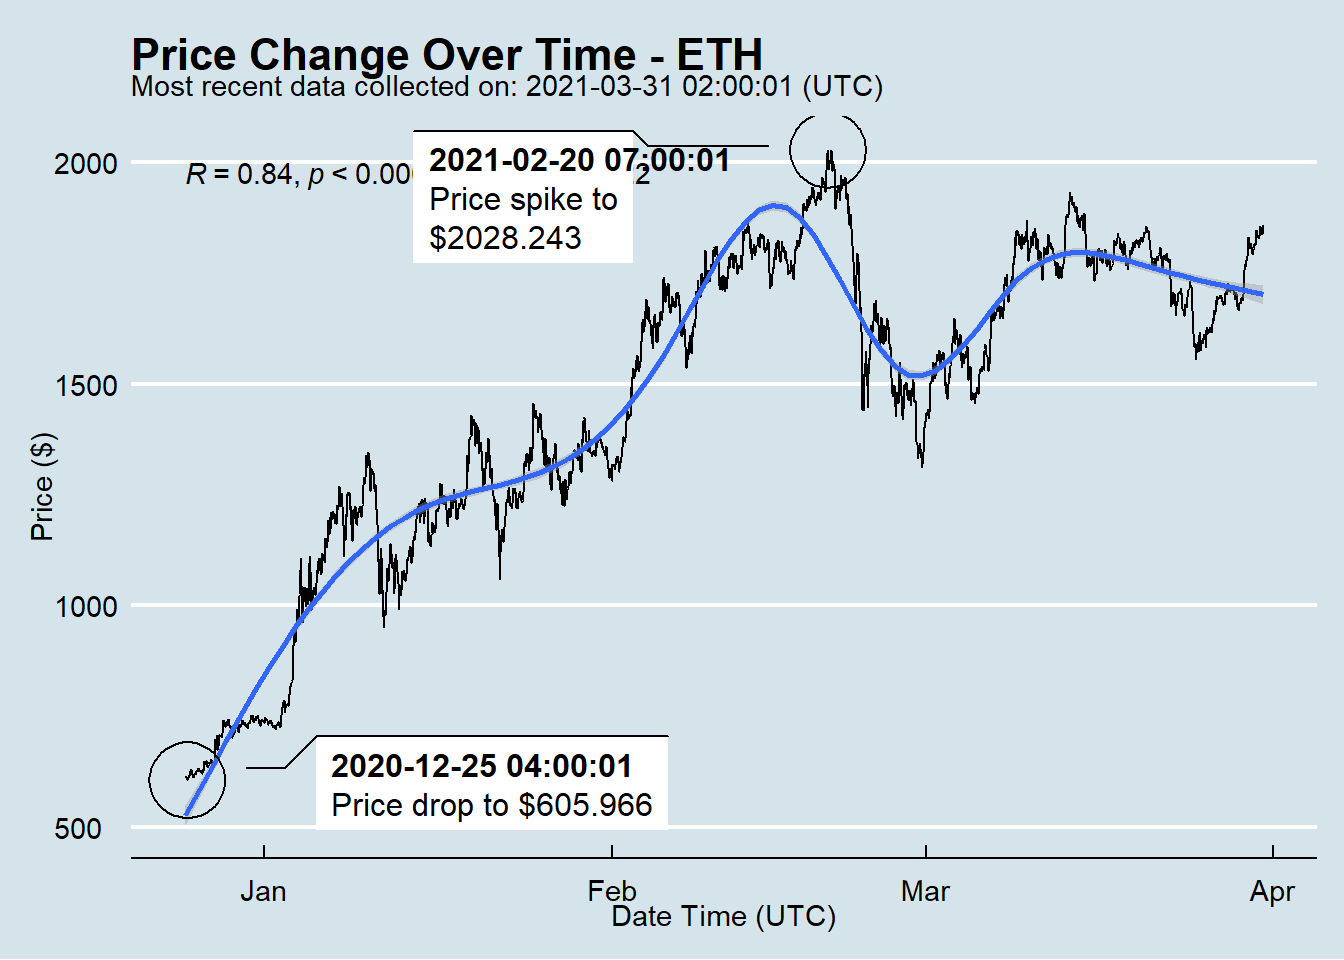 Price Change Over Time - ETH
Most recent data collected on: 2021-03-31 02:00:01 (UTC)
2000
R = 0.84, p < 0.00
2021-02-20 07:00:01
Price spike to
$2028.243
1500
Price ($)
1000
2020-12-25 04:00:01
Price drop to $605.966
500
Jan Feb Mar Apr
Date Time (UTC)